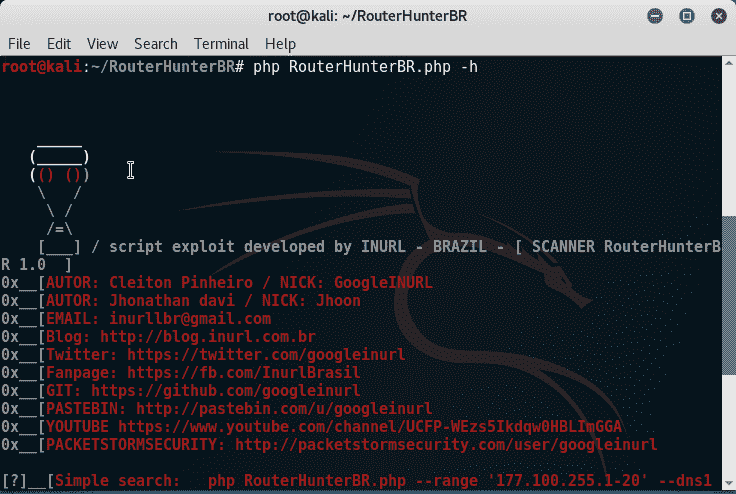 root@kali: ~/RouterHunterBR
File Edit View Search Terminal Help
root@kali:~/RouterHunterBR# php RouterHunterBR.php -h
  _____
 (_____)
 (() ())
  \   /
   \ /
   /=\
  [___] / script exploit developed by INURL - BRAZIL - [ SCANNER RouterHunterB
R 1.0  ]
0x__[AUTOR: Cleiton Pinheiro / NICK: GoogleINURL
0x__[AUTOR: Jhonathan davi / NICK: Jhoon
0x__[EMAIL: inurllbr@gmail.com
0x__[Blog: http://blog.inurl.com.br
0x__[Twitter: https://twitter.com/googleinurl
0x__[Fanpage: https://fb.com/InurlBrasil
0x__[GIT: https://github.com/googleinurl
0x__[PASTEBIN: http://pastebin.com/u/googleinurl
0x__[YOUTUBE https://www.youtube.com/channel/UCFP-WEzs5Ikdqw0HBLImGGA
0x__[PACKETSTORMSECURITY: http://packetstormsecurity.com/user/googleinurl
[?]__[Simple search:   php RouterHunterBR.php --range '177.100.255.1-20' --dns1